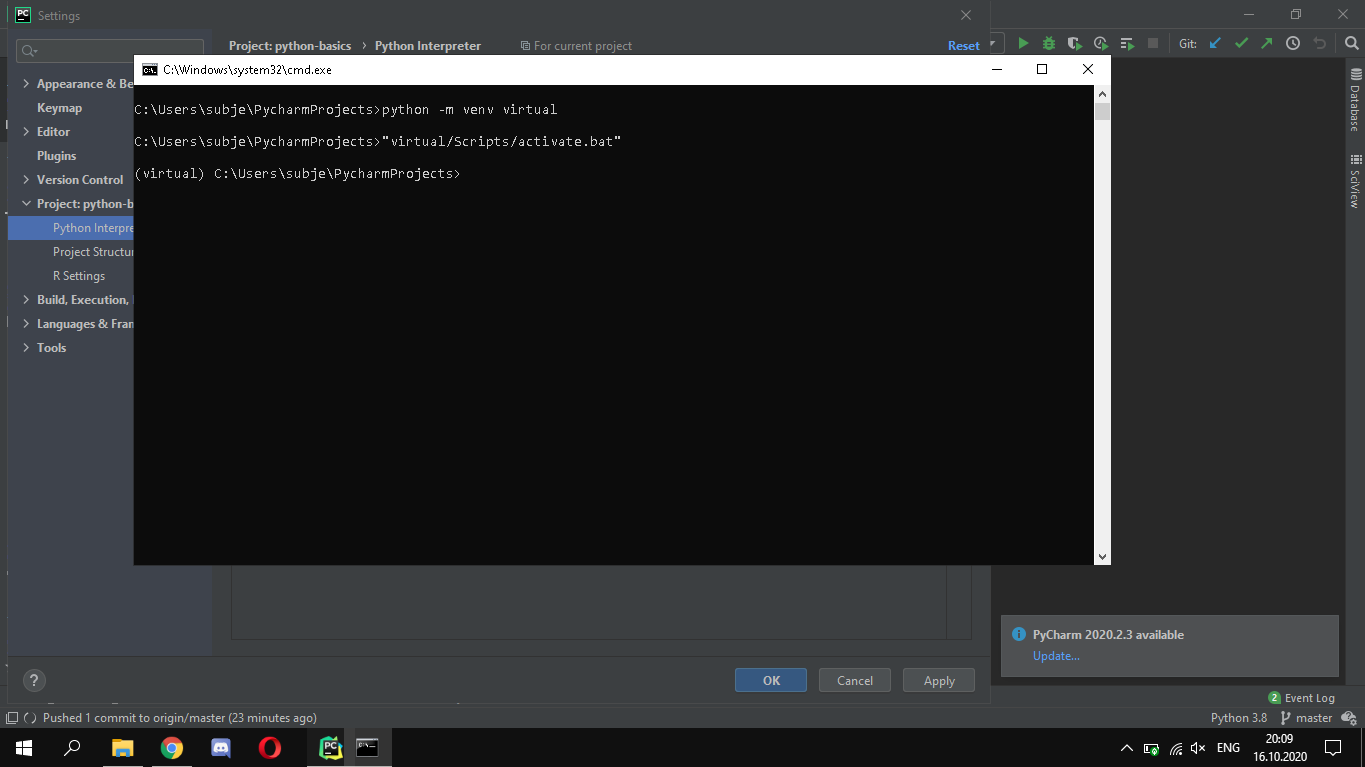 Settings
Project: python-basics › Python Interpreter
For current project
Reset
Git:
C:\Windows\system32\cmd.exe
Appearance & Be
Keymap
Editor
Plugins
Version Control
Project: python-b
Python Interpre
Project Structur
R Settings
Build, Execution,
Languages & Fran
Tools
C:\Users\subje\PycharmProjects>python -m venv virtual
C:\Users\subje\PycharmProjects>"virtual/Scripts/activate.bat"
(virtual) C:\Users\subje\PycharmProjects>
Database
SciView
PyCharm 2020.2.3 available
Update...
?
OK
Cancel
Apply
2 Event Log
Pushed 1 commit to origin/master (23 minutes ago)
Python 3.8
master
ENG
20:09
16.10.2020